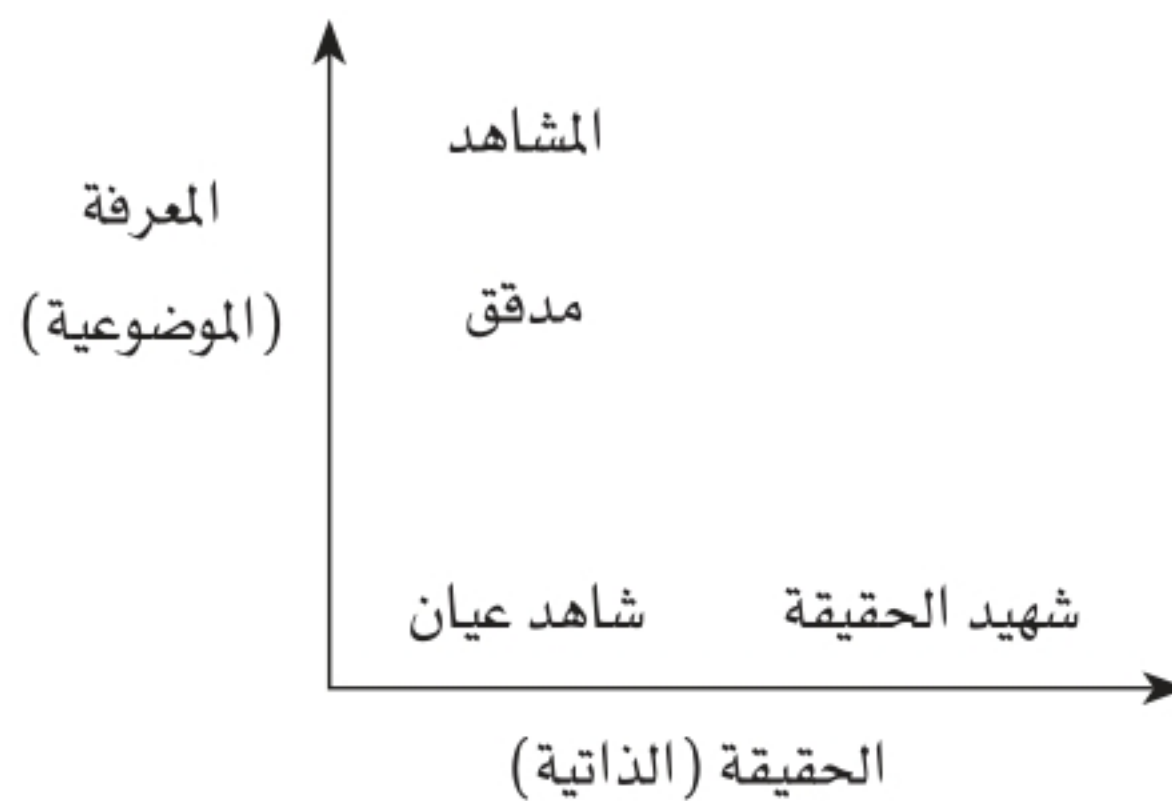 المشاهد
المعرفة
(الموضوعية)
مدقق
شهيد الحقيقة
شاهد عيان
الحقيقة (الذاتية)